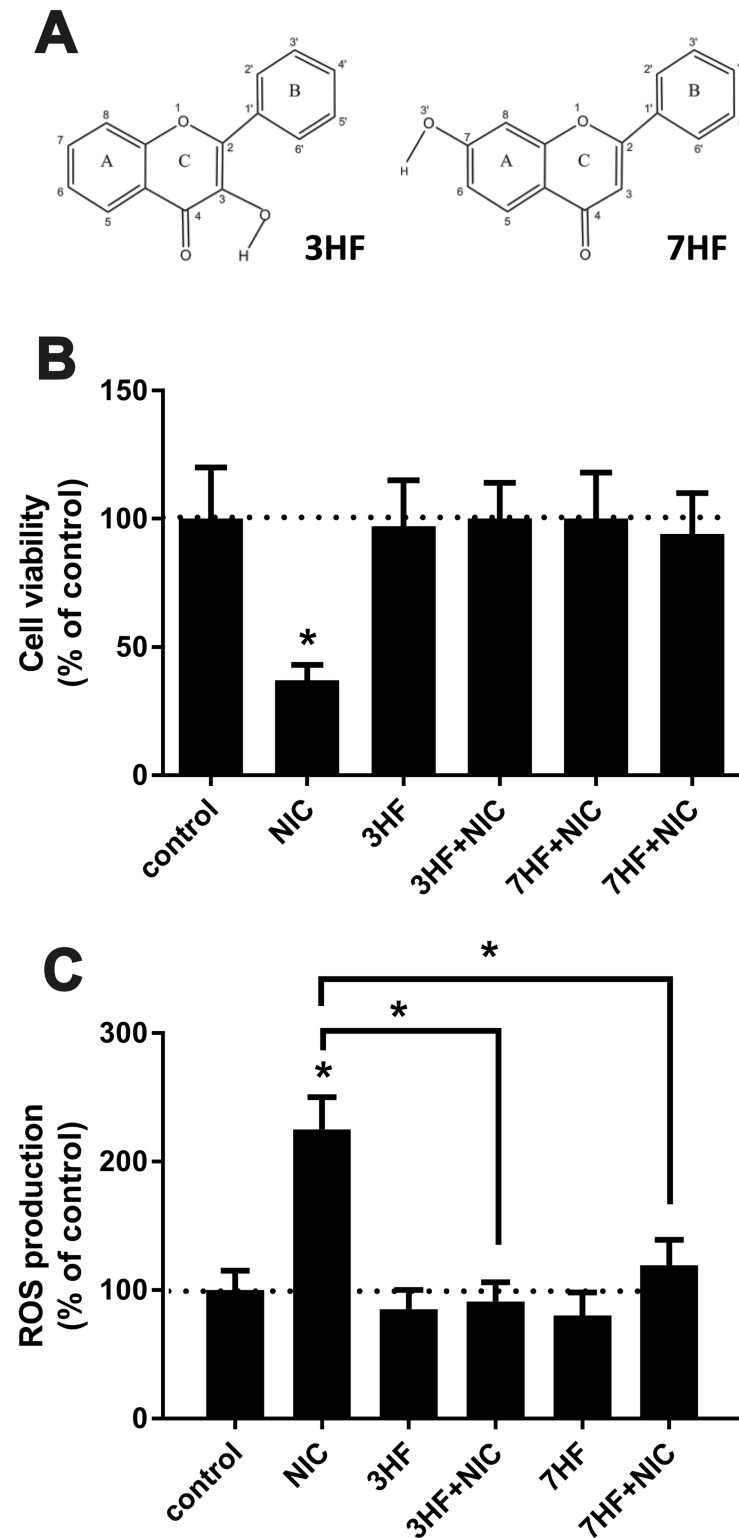 A
3'
2'
4'
B
1
O
1'
5'
8
6'
7
2
A
C
3
6
4
O
5
O
H
3HF
3'
2'
4
B
3'
O
1
O
1'
8
7
6'
2
A
C
H
6
3
5
4
O
7HF
B
150
100
50
0
Cell viability
(% of control)
*
control
NIC
3HF
3HF+NIC
7HF+NIC
7HF+NIC
C
300
200
100
0
ROS production
(% of control)
*
*
*
control
NIC
3HF
3HF+NIC
7HF
7HF+NIC